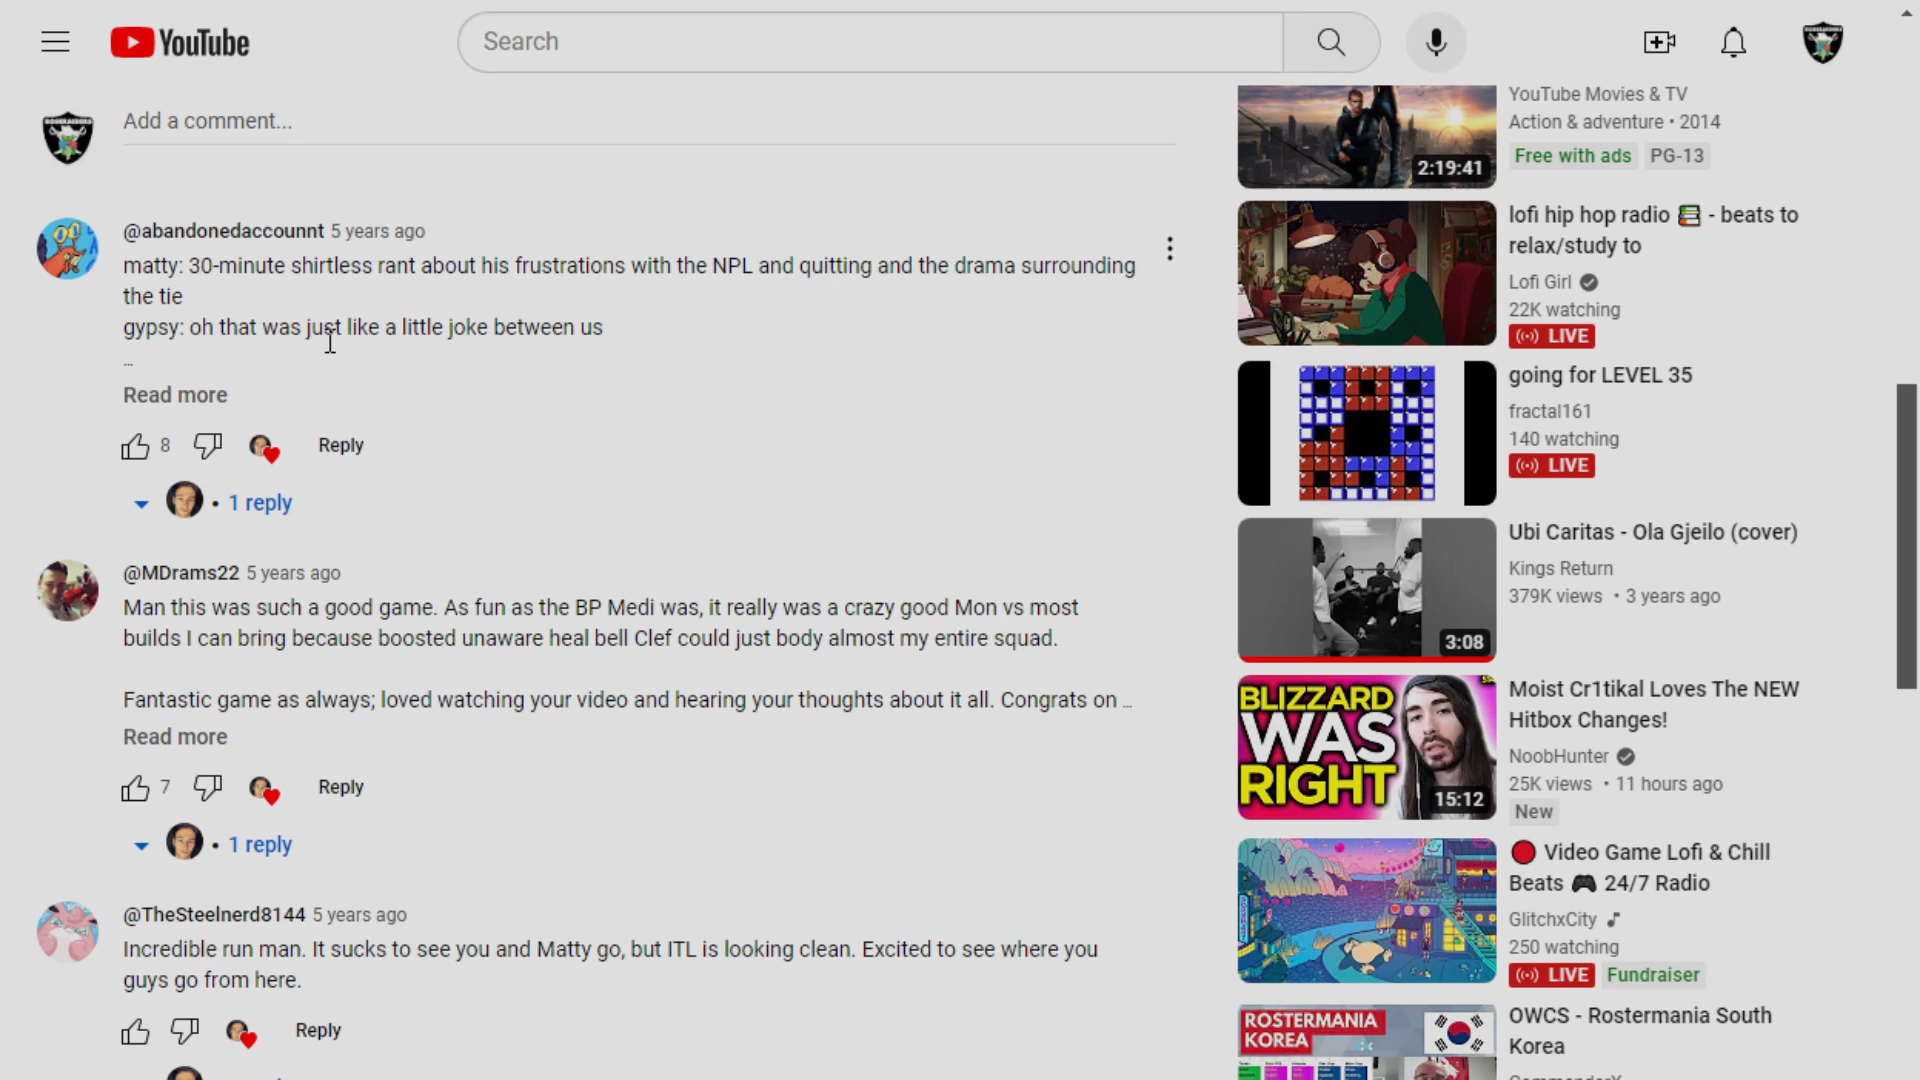 YouTube
Search
Add a comment...
@abandonedaccounnt 5 years ago
matty: 30-minute shirtless rant about his frustrations with the NPL and quitting and the drama surrounding
the tie
gypsy: oh that was just like a little joke between us
...
Read more
8
Reply
• 1 reply
@MDrams22 5 years ago
Man this was such a good game. As fun as the BP Medi was, it really was a crazy good Mon vs most
builds I can bring because boosted unaware heal bell Clef could just body almost my entire squad.
Fantastic game as always; loved watching your video and hearing your thoughts about it all. Congrats on ...
Read more
7
Reply
• 1 reply
@TheSteelnerd8144 5 years ago
Incredible run man. It sucks to see you and Matty go, but ITL is looking clean. Excited to see where you
guys go from here.
Reply
YouTube Movies & TV
Action & adventure • 2014
Free with ads PG-13
2:19:41
lofi hip hop radio 📚 - beats to
relax/study to
Lofi Girl
22K watching
LIVE
going for LEVEL 35
fractal161
140 watching
LIVE
Ubi Caritas - Ola Gjeilo (cover)
Kings Return
379K views • 3 years ago
3:08
BLIZZARD
WAS
RIGHT
15:12
Moist Cr1tikal Loves The NEW
Hitbox Changes!
NoobHunter
25K views • 11 hours ago
New
🔴 Video Game Lofi & Chill
Beats 🎮 24/7 Radio
GlitchxCity
250 watching
LIVE Fundraiser
ROSTERMANIA
KOREA
OWCS - Rostermania South
Korea